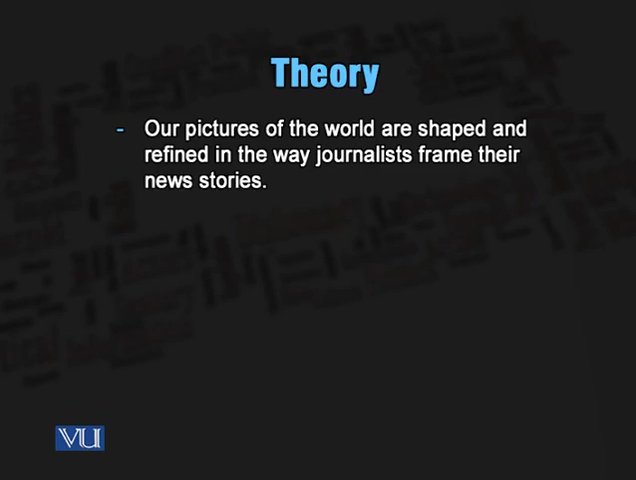 Theory
- Our pictures of the world are shaped and
refined in the way journalists frame their
news stories.
VU